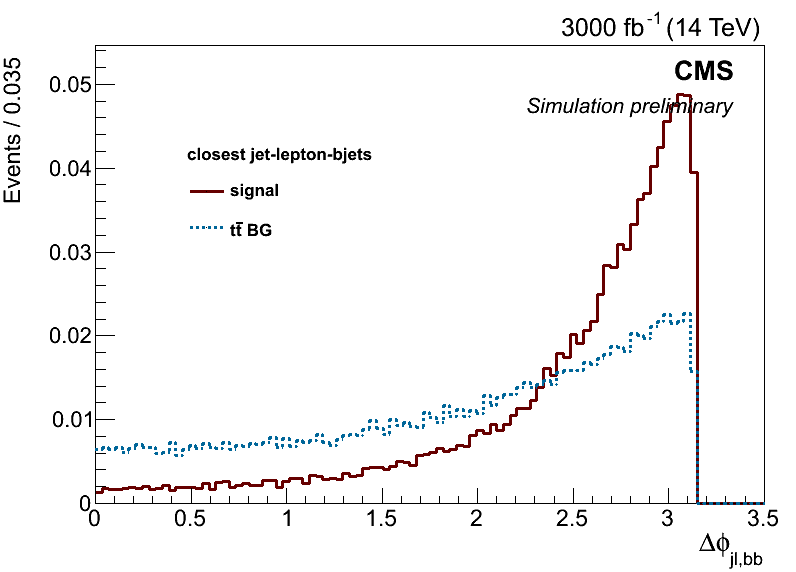 3000 fb⁻¹ (14 TeV)
CMS
Simulation preliminary
Events / 0.035
closest jet-lepton-bjets
signal
tt̄ BG
0.05
0.04
0.03
0.02
0.01
0
0 0.5 1 1.5 2 2.5 3 3.5
Δϕ_jl,bb